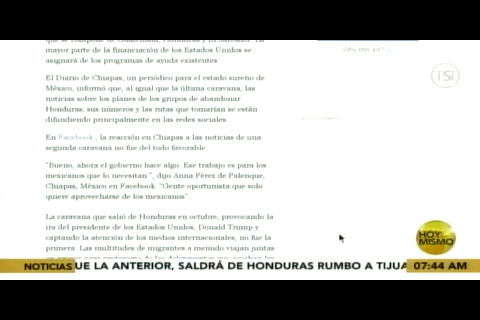 mayor parte de la financiación de los Estados Unidos se
asignará de los programas de ayuda existentes.
El Diario de Chiapas, un periódico para el estado sureño de
México, informó que, al igual que la última caravana, las
noticias sobre los planes de los grupos de abandonar
Honduras, sus números y las rutas que tomarían se están
difundiendo principalmente en las redes sociales.
En Facebook , la reacción en Chiapas a las noticias de una
segunda caravana no fue del todo favorable.
"Bueno, ahora el gobierno hace algo. Ese trabajo es para los
mexicanos que lo necesitan ", dijo Anna Pérez de Palenque,
Chiapas, México en Facebook. "Gente oportunista que solo
quiere aprovecharse de los mexicanos"
La caravana que salió de Honduras en octubre, provocando la
ira del presidente de los Estados Unidos, Donald Trump y
captando la atención de los medios internacionales, no fue la
primera. Las multitudes de migrantes a menudo viajan juntas
Why this ad?
TSi
HOY MISMO
NOTICIAS UE LA ANTERIOR, SALDRÁ DE HONDURAS RUMBO A TIJUA 07:44 AM